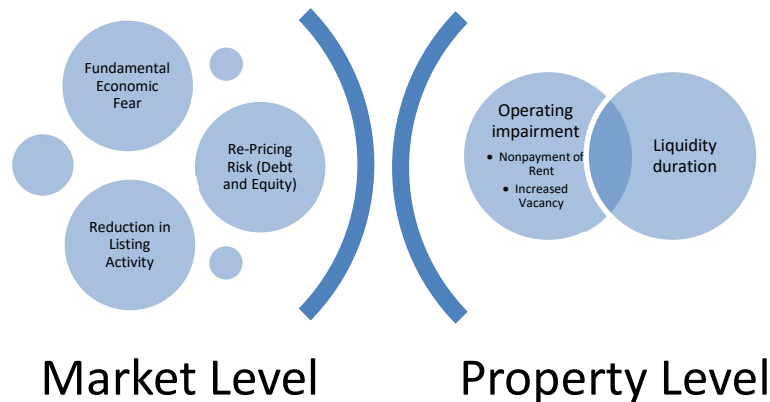 Fundamental
Economic
Fear
Re-Pricing
Risk (Debt
and Equity)
Reduction in
Listing
Activity
Operating
impairment
• Nonpayment of
Rent
• Increased
Vacancy
Liquidity
duration
Market Level
Property Level